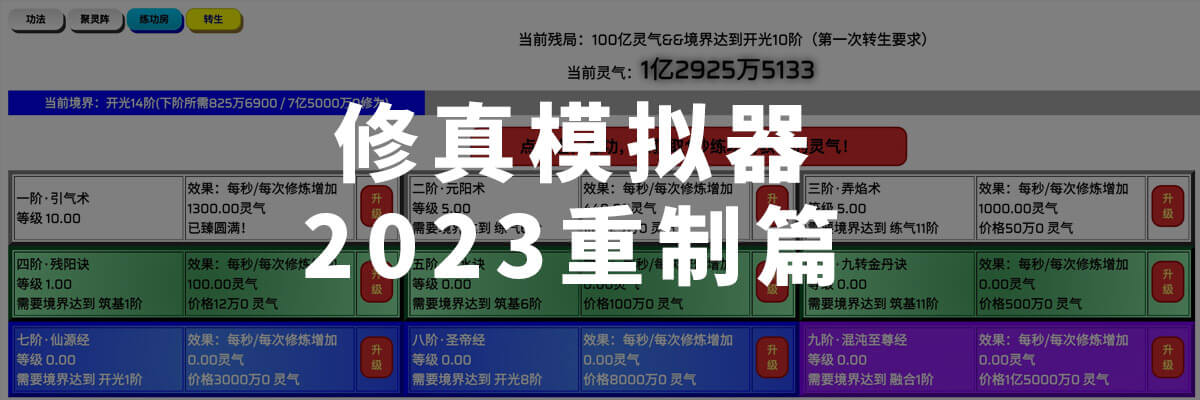 功法 聚灵阵 练功房 转生
当前残局：100亿灵气&&境界达到开光10阶（第一次转生要求）
当前灵气：1亿2925万5133
当前境界：开光14阶(下阶所需825万6900 / 7亿5000万0修为)
修真模拟器
2023重制篇
一阶·引气术
等级 10.00
效果：每秒/每次修炼增加
1300.00灵气
已臻圆满！
升级
二阶·元阳术
等级 5.00
需要境界达到 练气
效果：每秒/每次修炼增加
升级
三阶·弄焰术
等级 5.00
需要境界达到 练气11阶
效果：每秒/每次修炼增加
1000.00灵气
价格50万0 灵气
升级
四阶·残阳诀
等级 1.00
需要境界达到 筑基1阶
效果：每秒/每次修炼增加
100.00灵气
价格12万0 灵气
升级
五阶
等级 0.00
需要境界达到 筑基6阶
效果：每秒/每次修炼增加
0.00灵气
价格100万0 灵气
升级
九转金丹诀
等级 0.00
需要境界达到 筑基11阶
效果：每秒/每次修炼增加
0.00灵气
价格500万0 灵气
升级
七阶·仙源经
等级 0.00
需要境界达到 开光1阶
效果：每秒/每次修炼增加
0.00灵气
价格3000万0 灵气
升级
八阶·圣帝经
等级 0.00
需要境界达到 开光8阶
效果：每秒/每次修炼增加
0.00灵气
价格8000万0 灵气
升级
九阶·混沌至尊经
等级 0.00
需要境界达到 融合1阶
效果：每秒/每次修炼增加
0.00灵气
价格1亿5000万0 灵气
升级